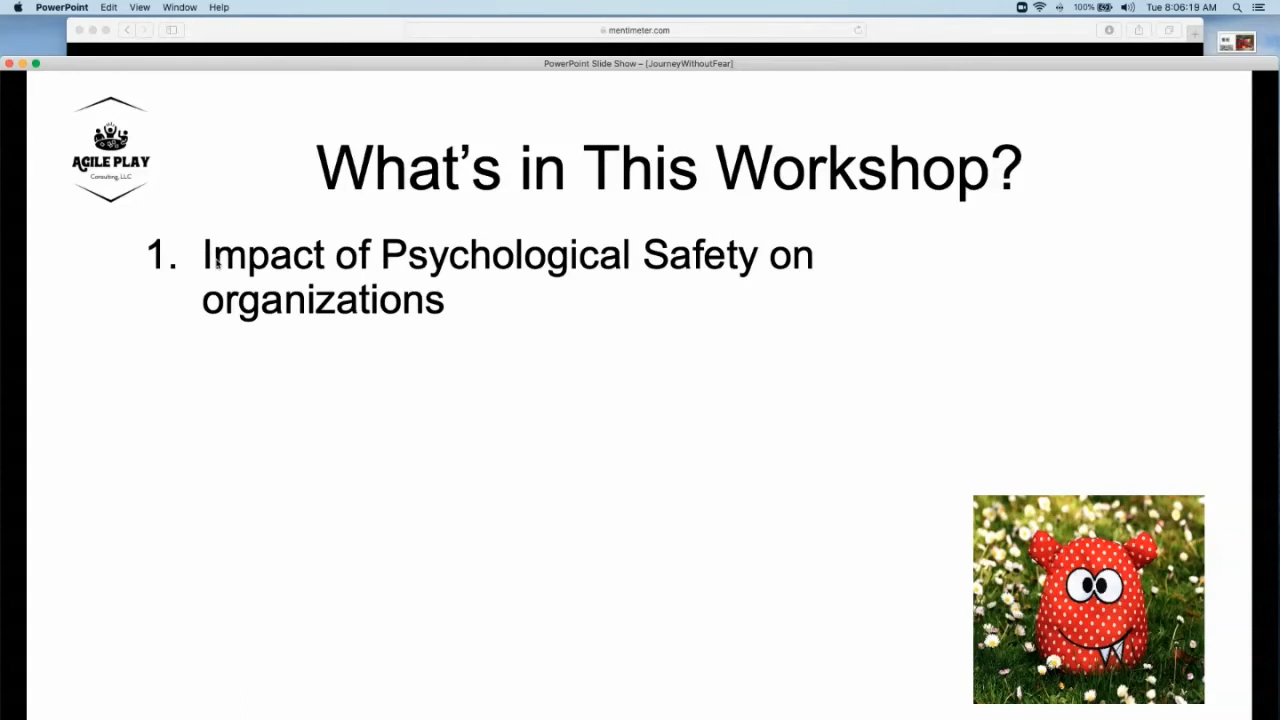 PowerPoint Edit View Window Help
100% Tue 8:06:19 AM
mentimeter.com
PowerPoint Slide Show – [JourneyWithoutFear]
AGILE PLAY
Consulting, LLC
What’s in This Workshop?
1. Impact of Psychological Safety on
organizations